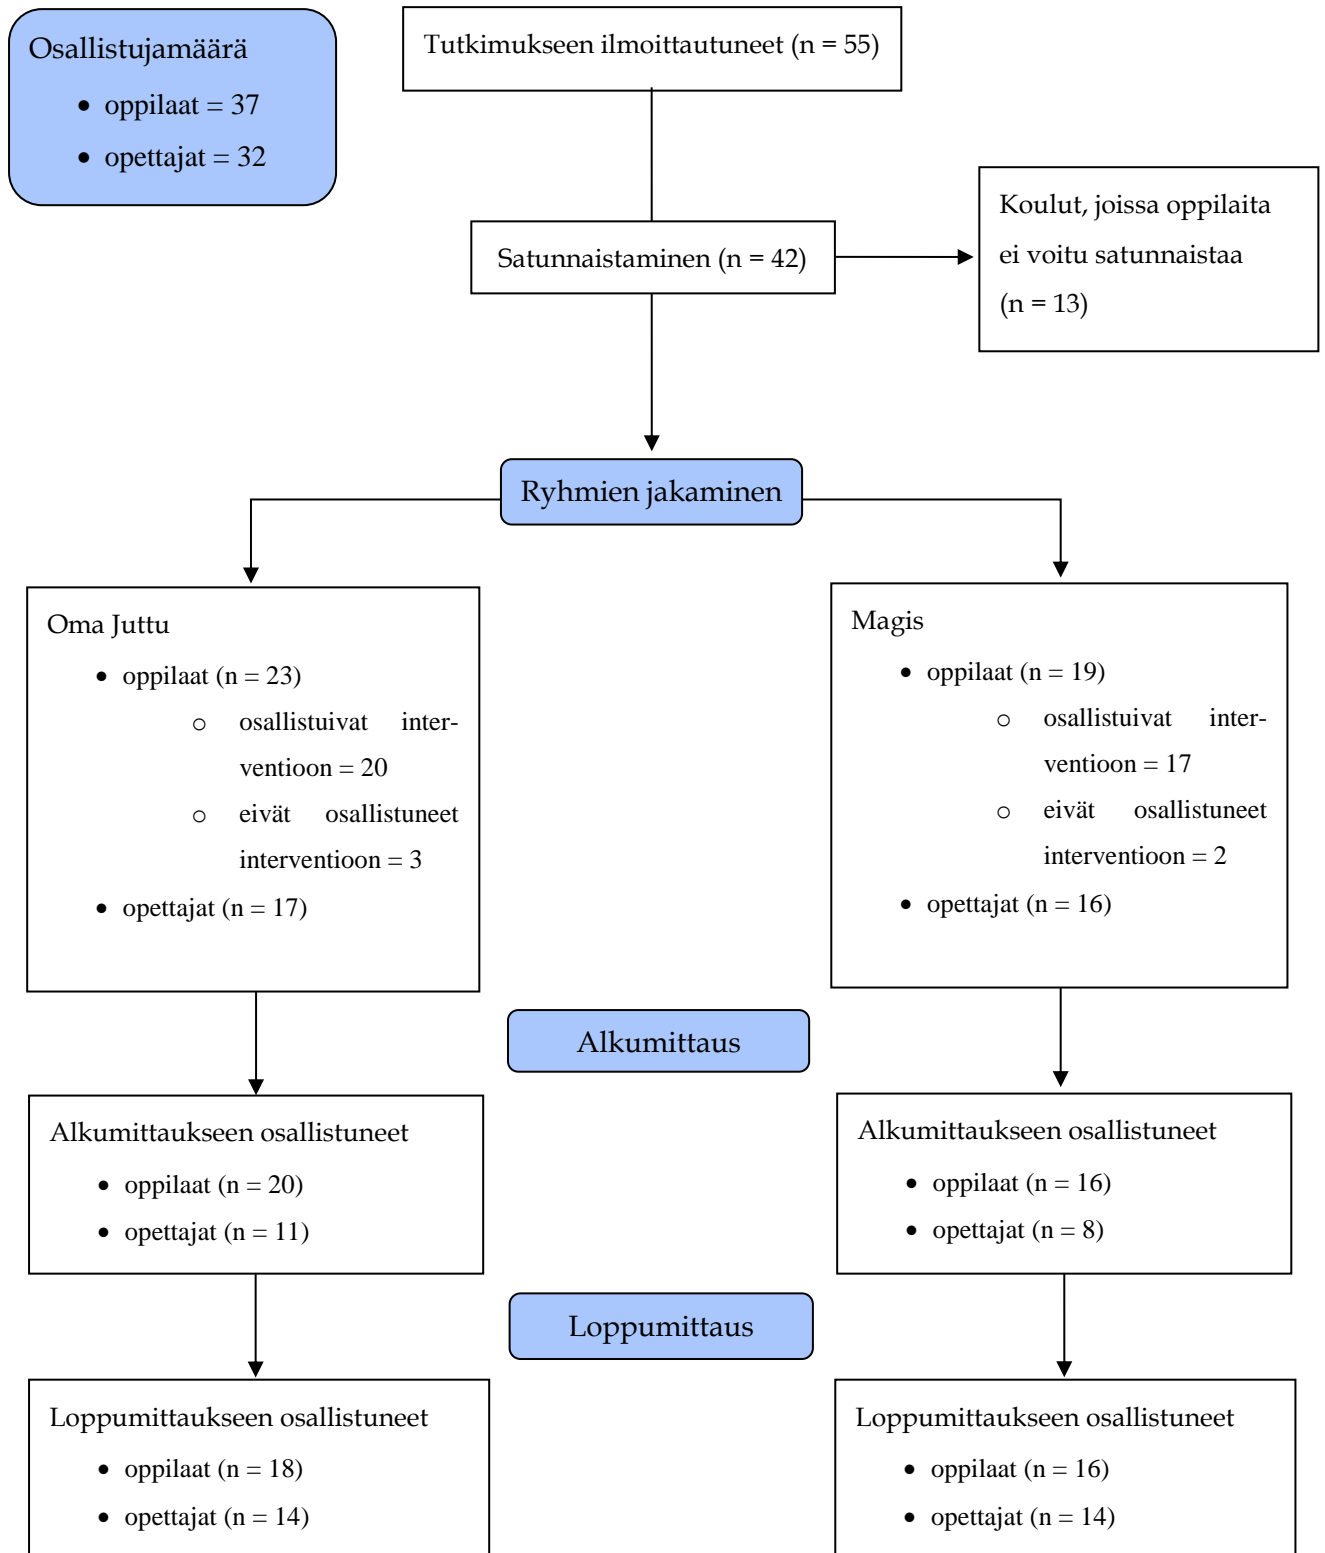 Osallistujamäärä
• oppilaat = 37
• opettajat = 32
Tutkimukseen ilmoittautuneet (n = 55)
Satunnaistaminen (n = 42)
Koulut, joissa oppilaita
ei voitu satunnaistaa
(n = 13)
Ryhmien jakaminen
Oma Juttu
• oppilaat (n = 23)
o osallistuivat inter-
ventioon = 20
o eivät osallistuneet
interventioon = 3
• opettajat (n = 17)
Magis
• oppilaat (n = 19)
o osallistuivat inter-
ventioon = 17
o eivät osallistuneet
interventioon = 2
• opettajat (n = 16)
Alkumittaus
Alkumittaukseen osallistuneet
• oppilaat (n = 20)
• opettajat (n = 11)
Alkumittaukseen osallistuneet
• oppilaat (n = 16)
• opettajat (n = 8)
Loppumittaus
Loppumittaukseen osallistuneet
• oppilaat (n = 18)
• opettajat (n = 14)
Loppumittaukseen osallistuneet
• oppilaat (n = 16)
• opettajat (n = 14)